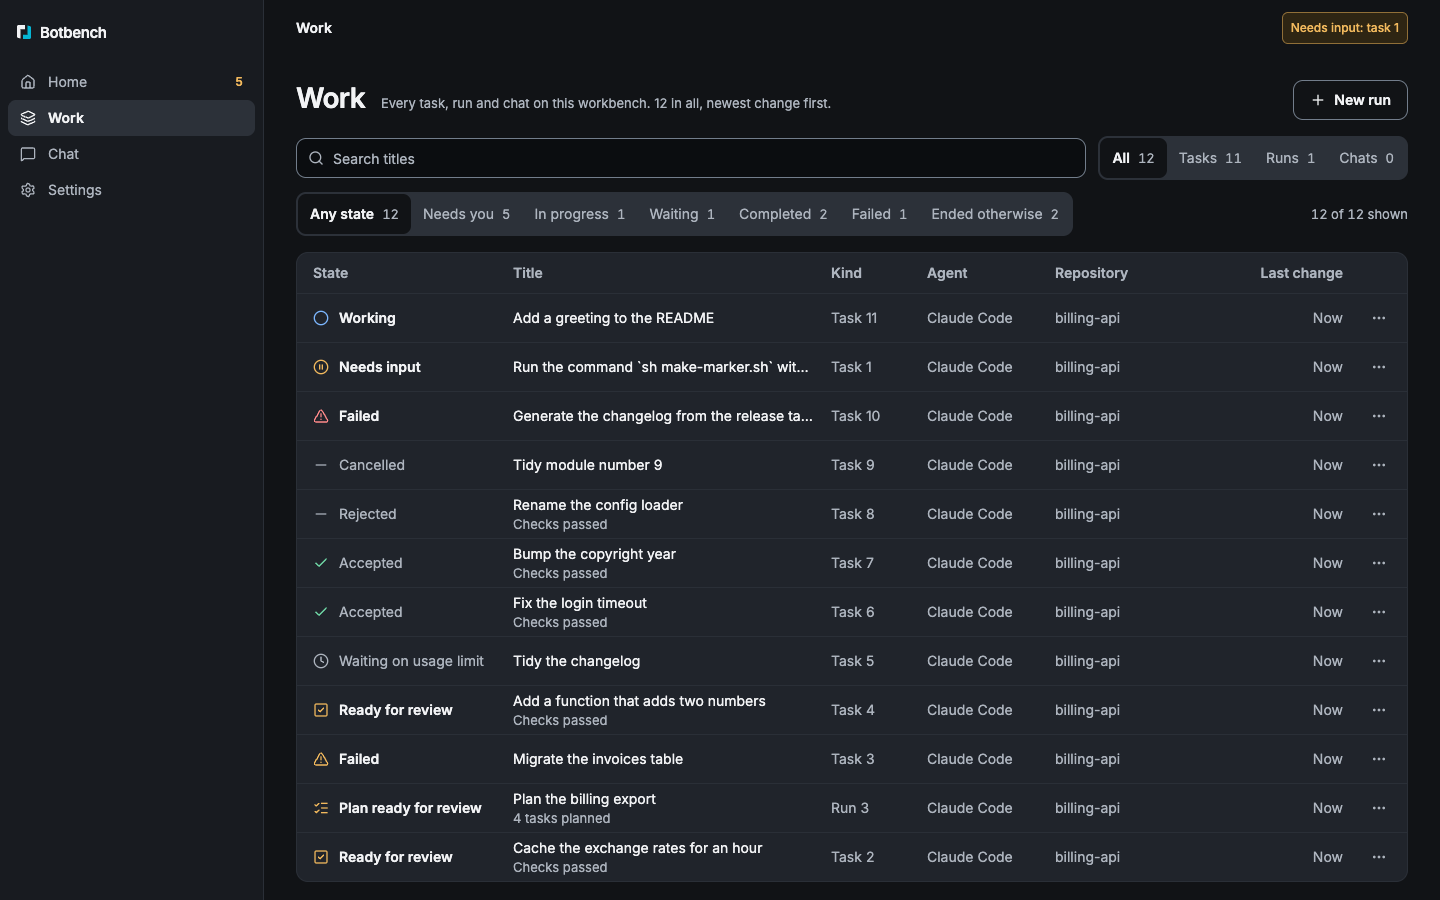 Botbench
Home 5
Work
Chat
Settings
Work
Needs input: task 1
Work Every task, run and chat on this workbench. 12 in all, newest change first.
New run
Search titles
All 12 Tasks 11 Runs 1 Chats 0
Any state 12 Needs you 5 In progress 1 Waiting 1 Completed 2 Failed 1 Ended otherwise 2
12 of 12 shown
State Title Kind Agent Repository Last change
Working Add a greeting to the README Task 11 Claude Code billing-api Now
Needs input Run the command `sh make-marker.sh` wit... Task 1 Claude Code billing-api Now
Failed Generate the changelog from the release ta... Task 10 Claude Code billing-api Now
Cancelled Tidy module number 9 Task 9 Claude Code billing-api Now
Rejected Rename the config loader Task 8 Claude Code billing-api Now
Checks passed
Accepted Bump the copyright year Task 7 Claude Code billing-api Now
Checks passed
Accepted Fix the login timeout Task 6 Claude Code billing-api Now
Checks passed
Waiting on usage limit Tidy the changelog Task 5 Claude Code billing-api Now
Ready for review Add a function that adds two numbers Task 4 Claude Code billing-api Now
Checks passed
Failed Migrate the invoices table Task 3 Claude Code billing-api Now
Plan ready for review Plan the billing export Run 3 Claude Code billing-api Now
4 tasks planned
Ready for review Cache the exchange rates for an hour Task 2 Claude Code billing-api Now
Checks passed